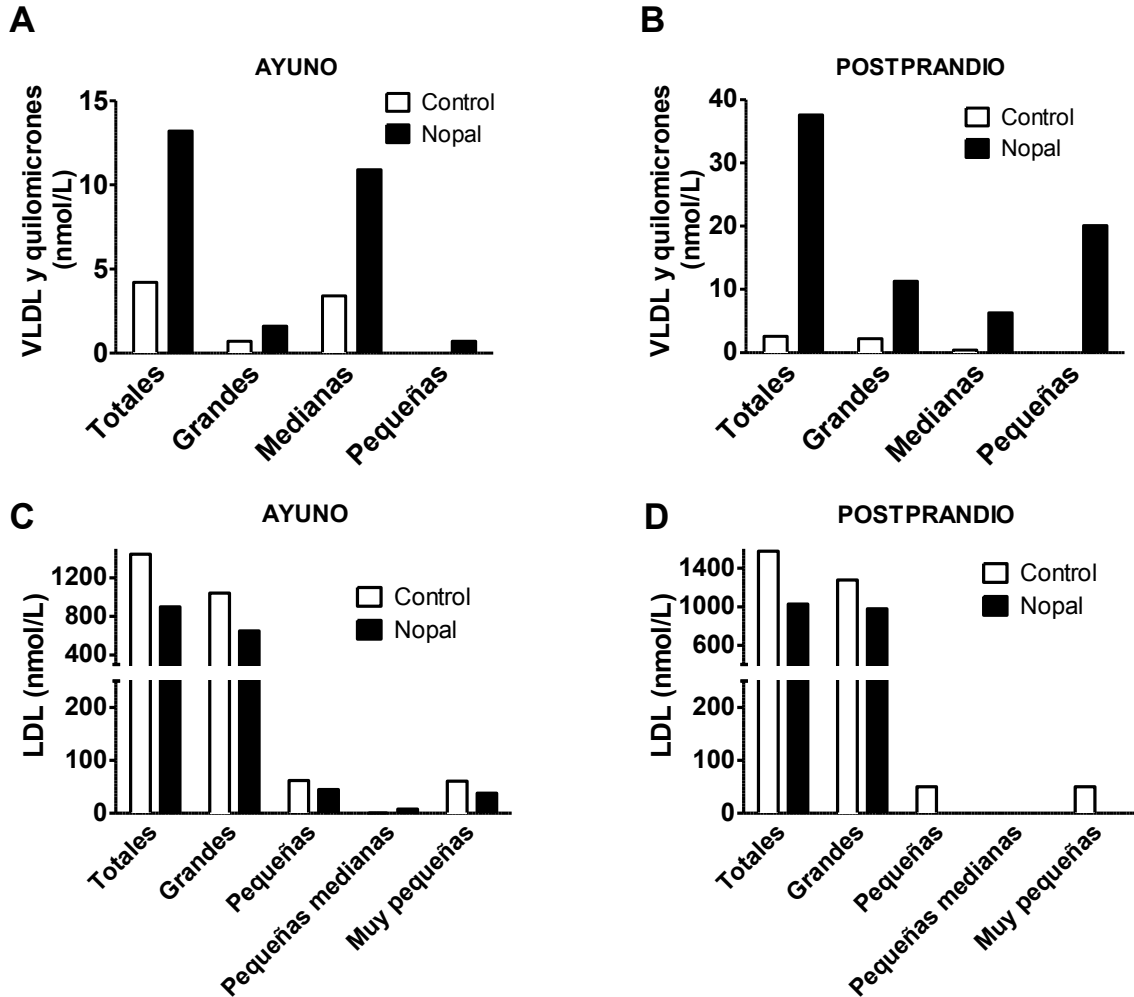 A
AYUNO
VLDL y quilomicrones
(nmol/L)
15
10
5
0
Control
Nopal
Totales
Grandes
Medianas
Pequeñas
B
POSTPRANDIO
VLDL y quilomicrones
(nmol/L)
40
30
20
10
0
Control
Nopal
Totales
Grandes
Medianas
Pequeñas
C
AYUNO
LDL (nmol/L)
1200
800
400
200
100
0
Control
Nopal
Totales
Grandes
Pequeñas
Pequeñas medianas
Muy pequeñas
D
POSTPRANDIO
LDL (nmol/L)
1400
1000
600
200
100
0
Control
Nopal
Totales
Grandes
Pequeñas
Pequeñas medianas
Muy pequeñas